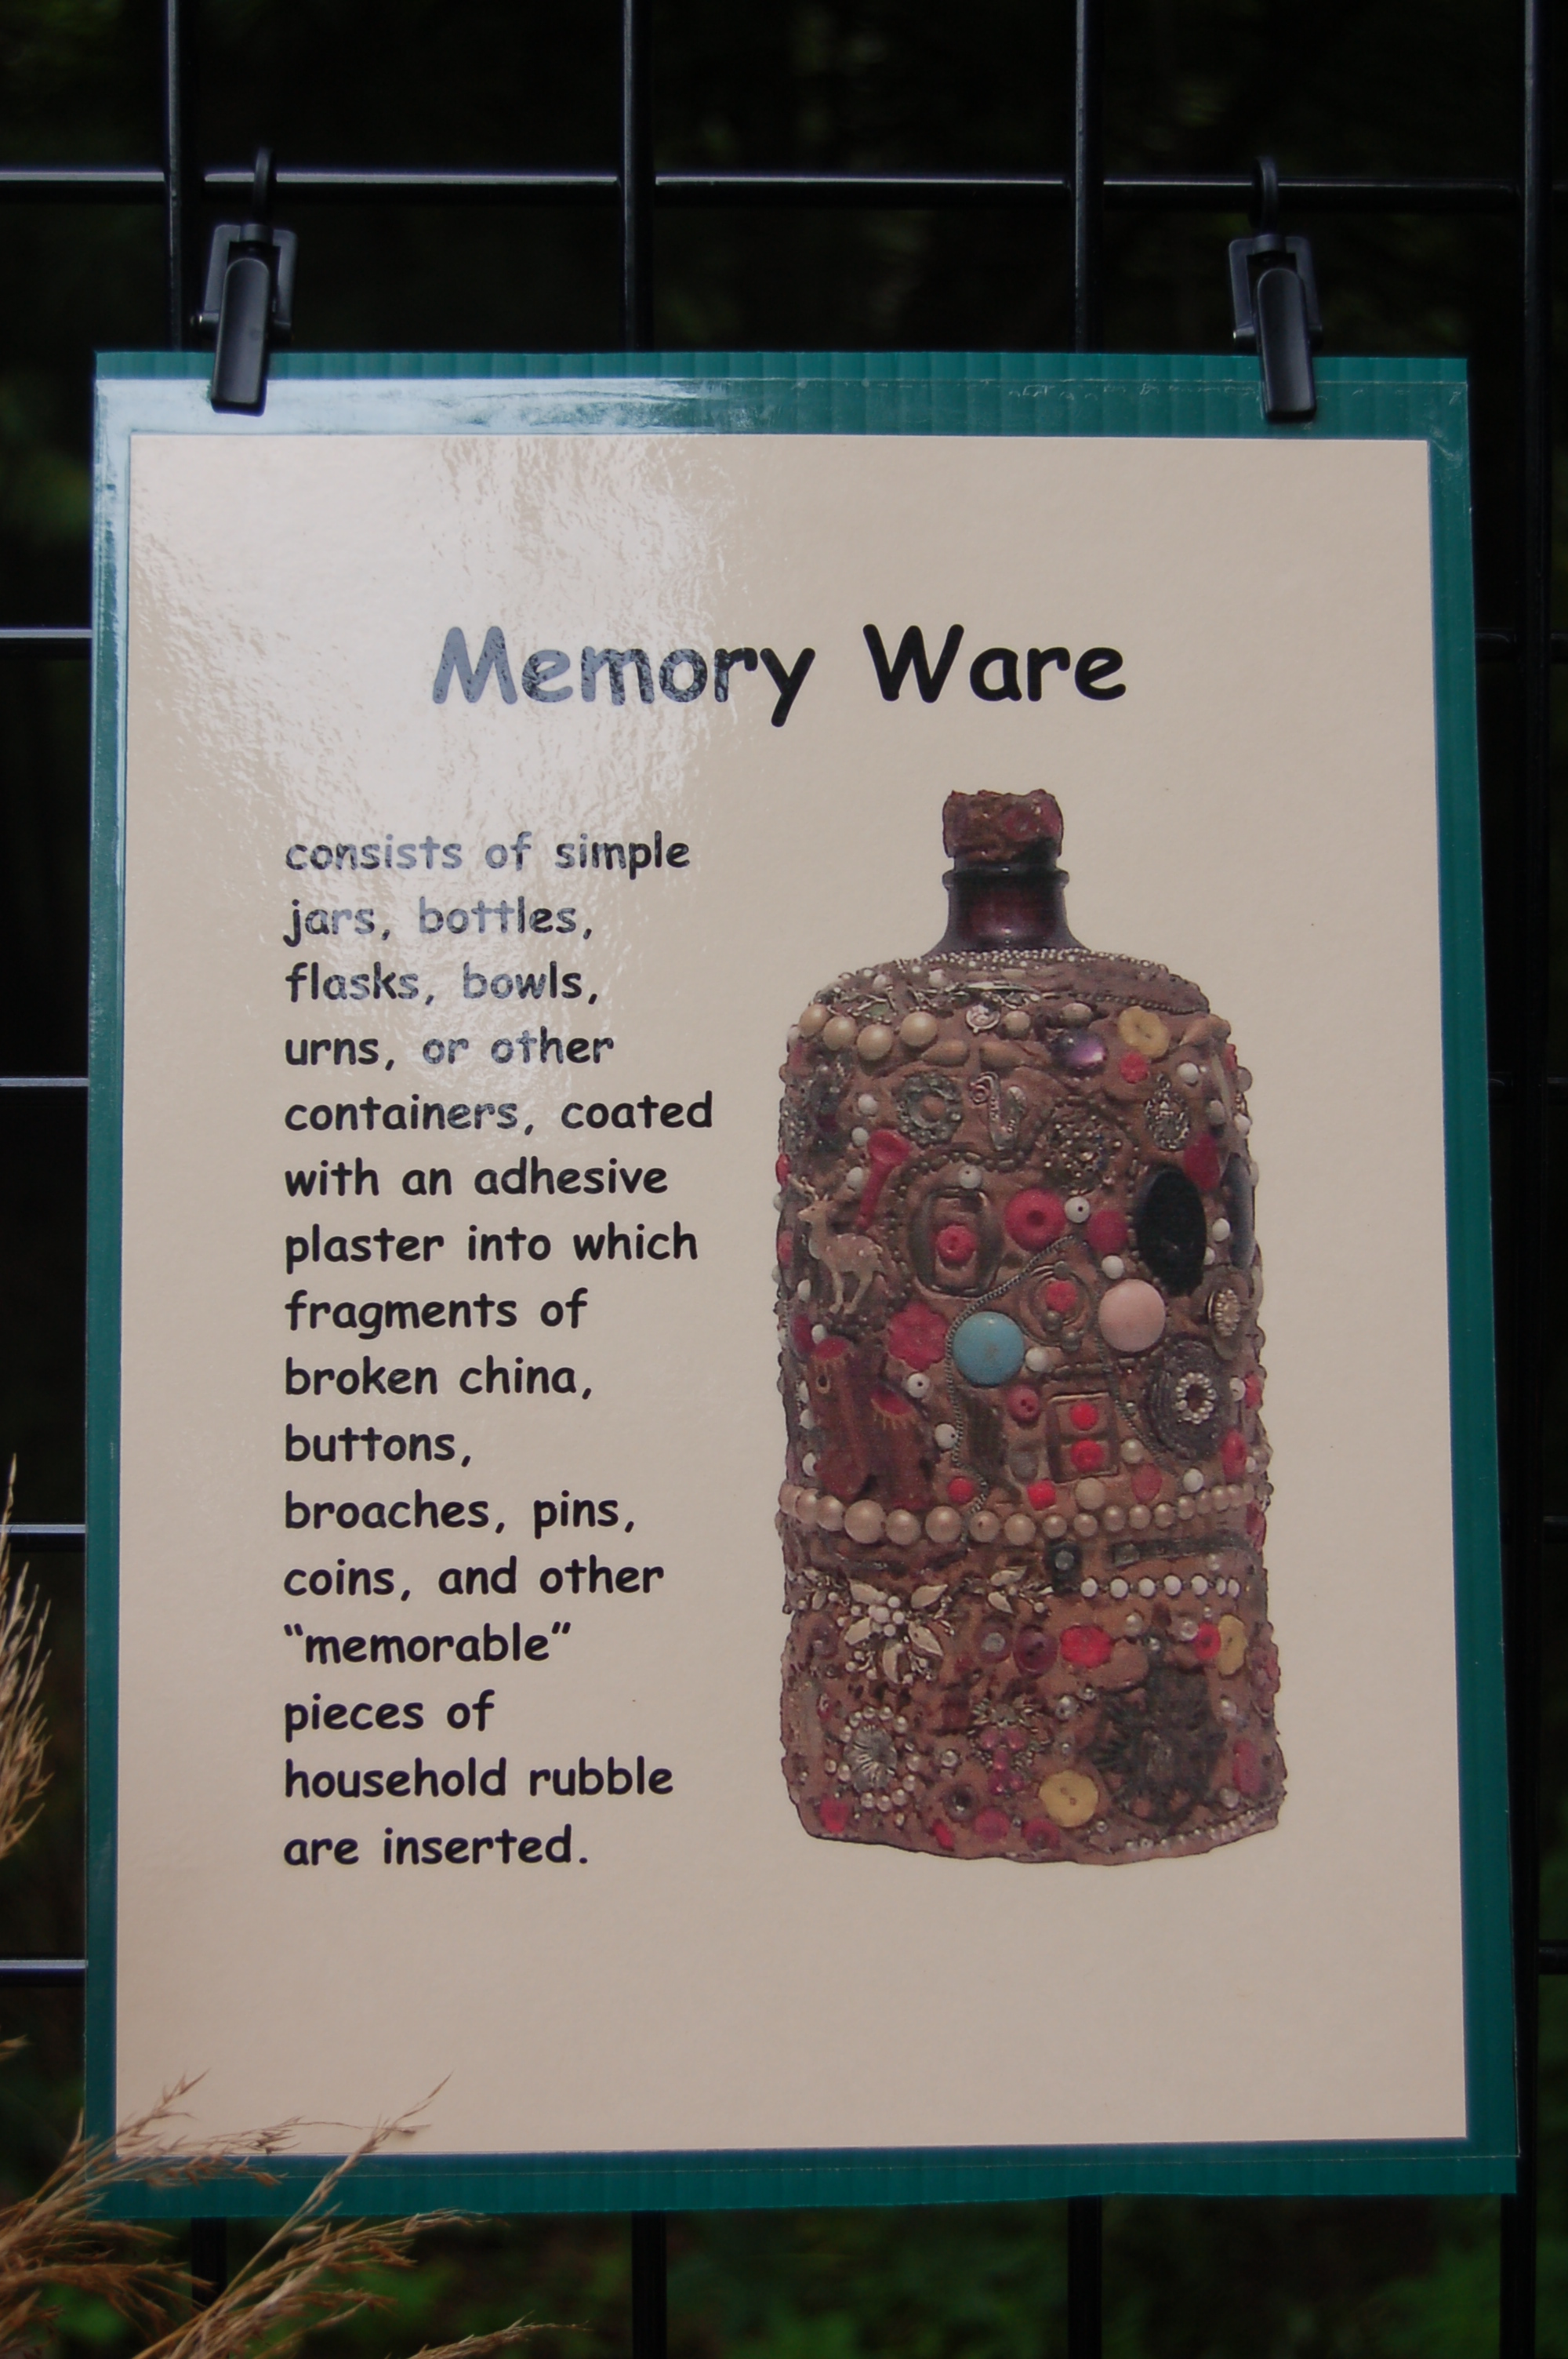 Memory Ware
consists of simple
jars, bottles,
flasks, bowls,
urns, or other
containers, coated
with an adhesive
plaster into which
fragments of
broken china,
buttons,
broaches, pins,
coins, and other
“memorable”
pieces of
household rubble
are inserted.